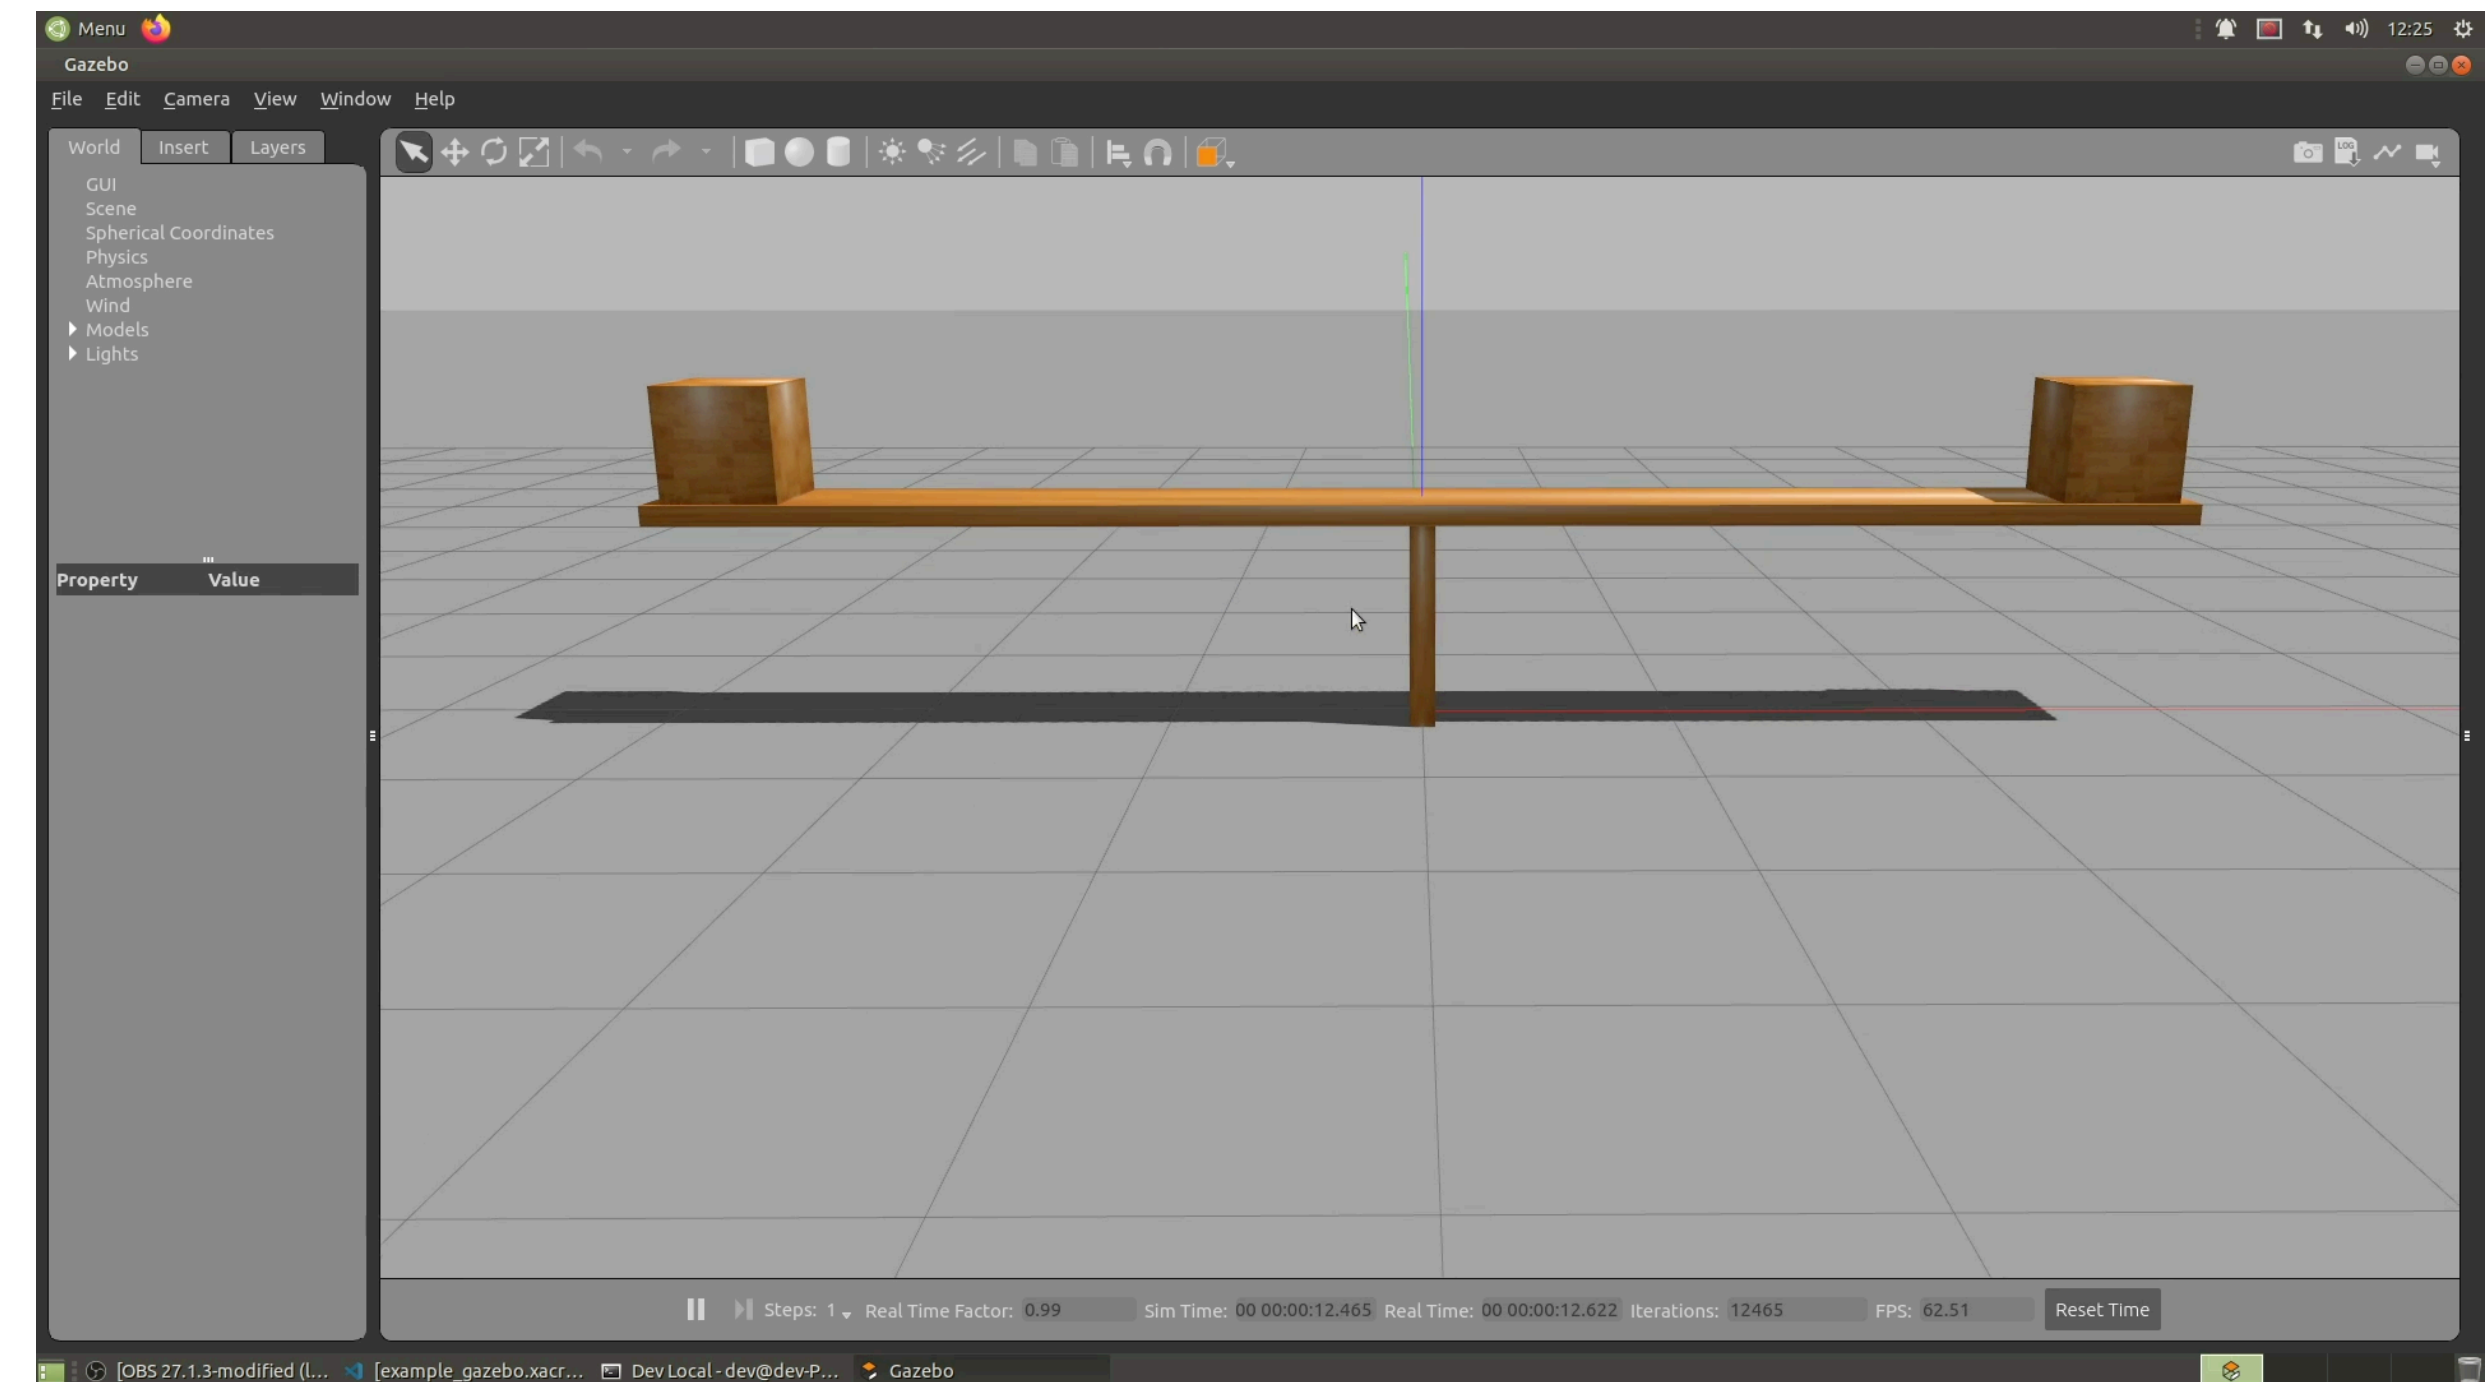 Menu 12:25
Gazebo
File Edit Camera View Window Help
World Insert Layers
LOG
GUI
Scene
Spherical Coordinates
Physics
Atmosphere
Wind
Models
Lights
Property Value
Steps: 1 Real Time Factor: 0.99 Sim Time: 00 00:00:12.465 Real Time: 00 00:00:12.622 Iterations: 12465 FPS: 62.51 Reset Time
[OBS 27.1.3-modified (l... [example_gazebo.xacr... Dev Local - dev@dev-P... Gazebo